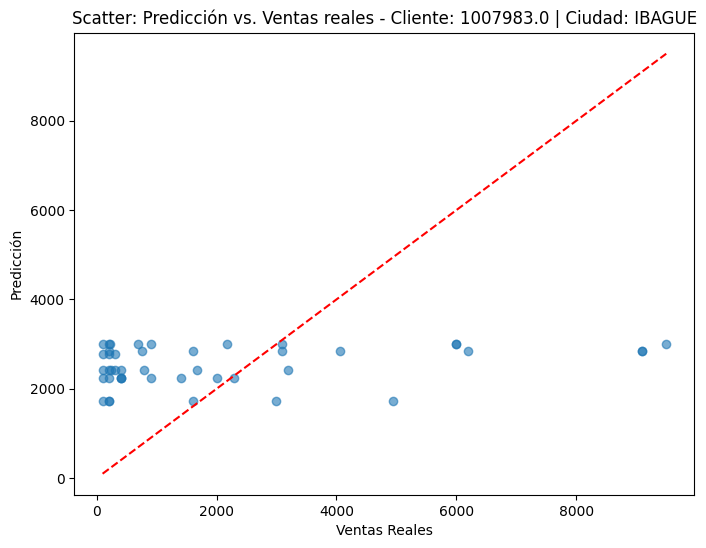 Scatter: Predicción vs. Ventas reales - Cliente: 1007983.0 | Ciudad: IBAGUE
Predicción
8000
6000
4000
2000
0
0 2000 4000 6000 8000
Ventas Reales